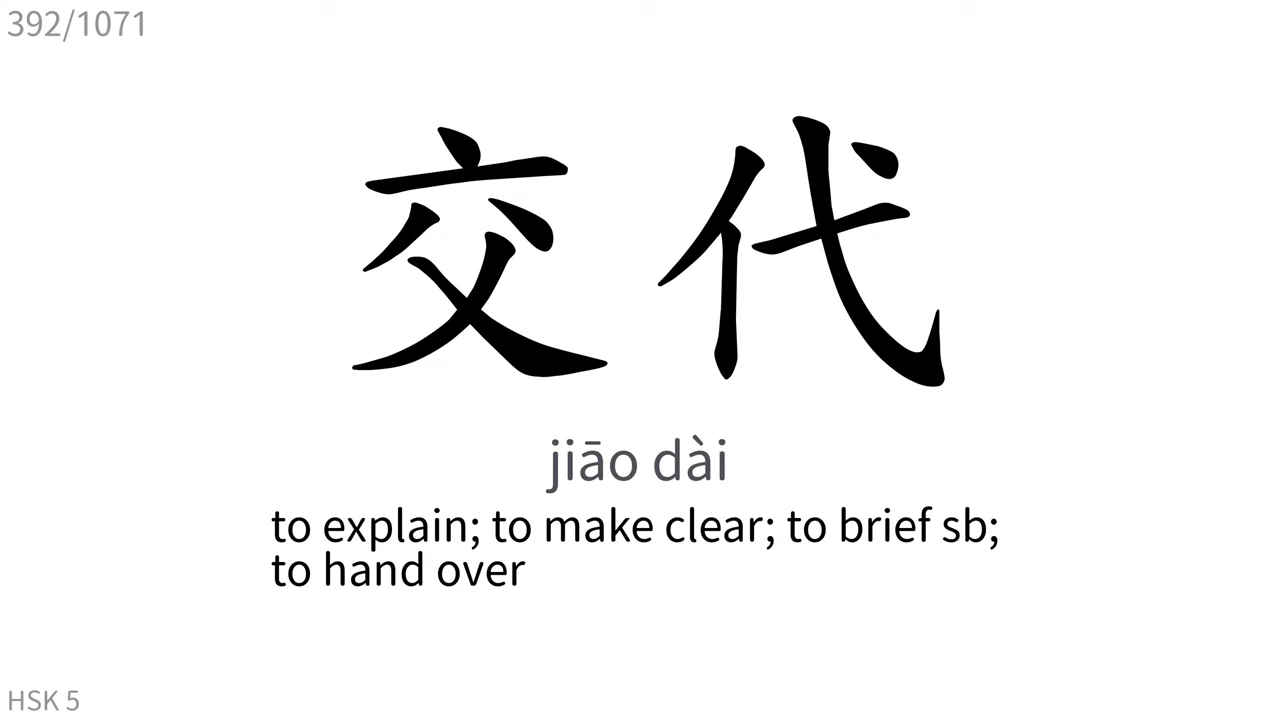 392/1071
交代
jiāo dài
to explain; to make clear; to brief sb;
to hand over
HSK 5